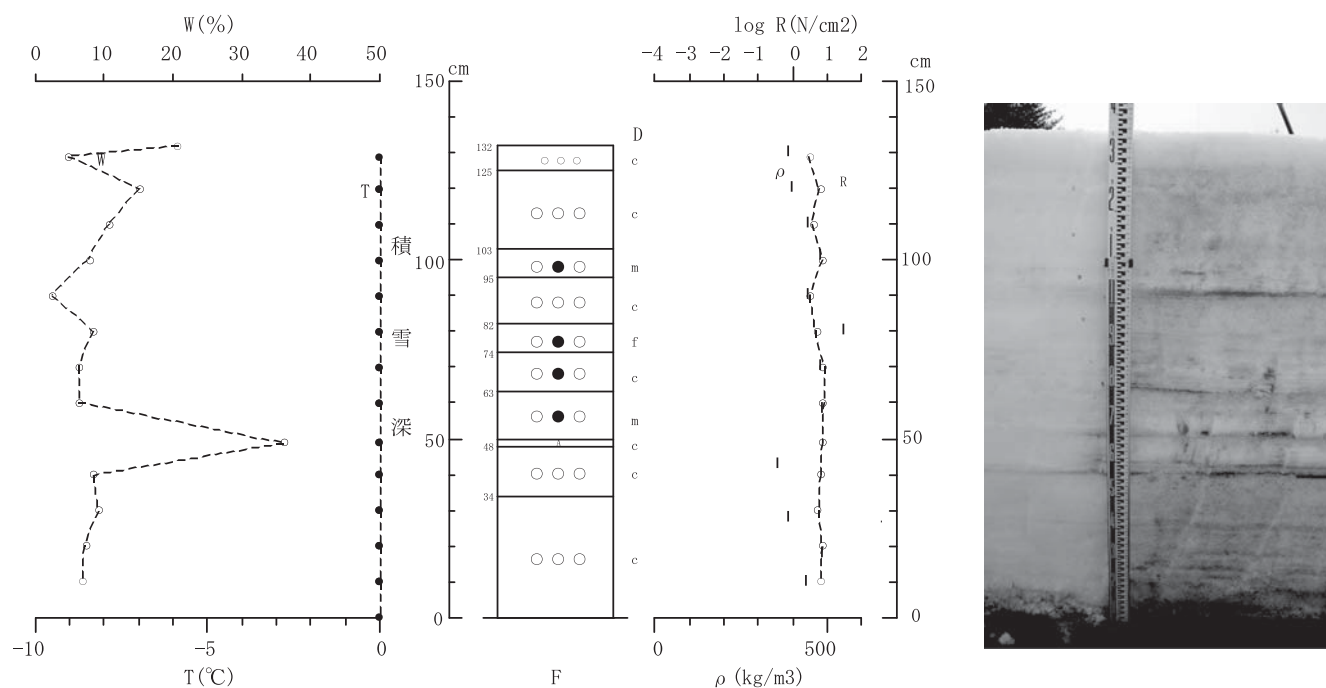 W(%)
0 10 20 30 40 50
log R(N/cm2)
-4 -3 -2 -1 0 1 2
cm
150
cm
150
D
W
T
積
雪
深
132
125
103
95
82
74
63
48
34
c
c
m
c
f
c
m
A
c
c
c
ρ
R
100
50
0
100
50
0
-10 -5 0
T(℃)
F
0 500
ρ (kg/m3)
3
2